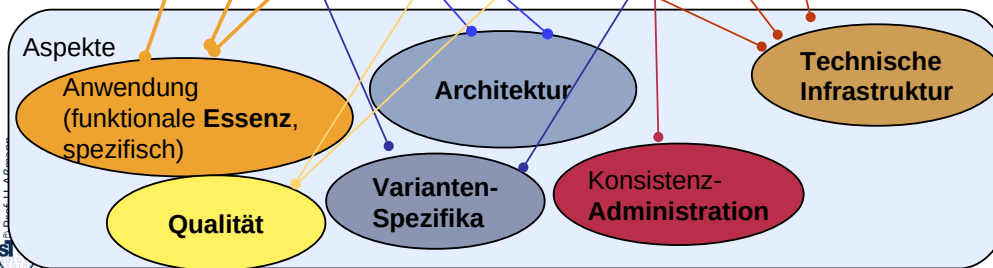 Aspekte
Anwendung
(funktionale Essenz,
spezifisch)
Architektur
Technische
Infrastruktur
Varianten-
Spezifika
Konsistenz-
Administration
Qualität